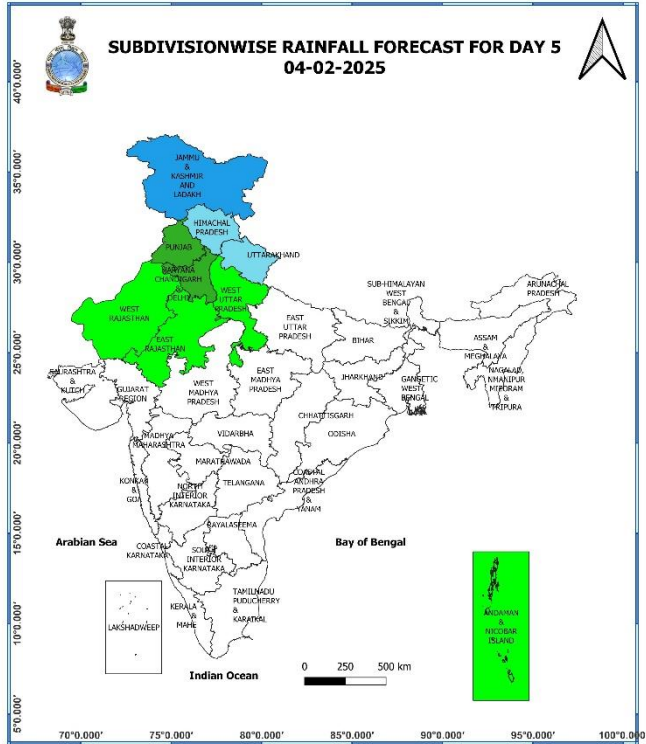 SUBDIVISIONWISE RAINFALL FORECAST FOR DAY 5
04-02-2025
40°0.000'
35°0.000'
30°0.000'
25°0.000'
20°0.000'
15°0.000'
10°0.000'
5°0.000'
JAMMU
&
KASHMIR
AND
LADAKH
HIMACHAL
PRADESH
PUNJAB
UTTARAKHAND
HARYANA
CHANDIGARH
&
DELHI
WEST
UTTAR
PRADESH
WEST
RAJASTHAN
EAST
RAJASTHAN
EAST
UTTAR
PRADESH
SUB-HIMALAYAN
WEST
BENGAL
&
SIKKIM
ARUNACHAL
PRADESH
BIHAR
ASSAM
&
MEGHALAYA
NAGALAD
NMANIPUR
MIZORAM
&
TRIPURA
SAURASHTRA
&
KUTCH
GUJARAT
REGION
WEST
MADHYA
PRADESH
EAST
MADHYA
PRADESH
JHARKHAND
GANGETIC
WEST
BENGAL
CHHATISGARH
ODISHA
MADHYA
MAHARASHTRA
VIDARBHA
MARATHAWADA
TELANGANA
KONKAN
&
GOA
NORTH
INTERIOR
KARNATAKA
COASTAL
ANDHRA
PRADESH
&
YANAM
RAYALASEEMA
Arabian Sea
Bay of Bengal
COASTAL
KARNATAKA
SOUTH
INTERIOR
KARNATAKA
TAMILNADU
PUDUCHERRY
&
KARAIKAL
KERALA
&
MAHE
LAKSHADWEEP
ANDAMAN
&
NICOBAR
ISLAND
Indian Ocean
0 250 500 km
70°0.000' 75°0.000' 80°0.000' 85°0.000' 90°0.000' 95°0.000' 100°0.000'